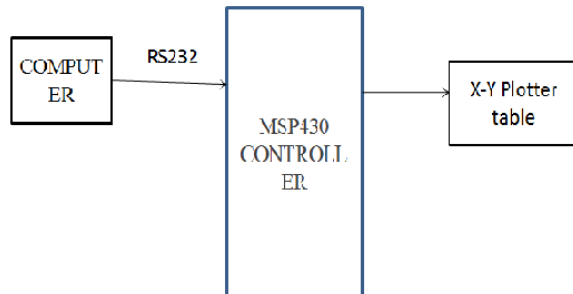 COMPUT
ER
RS232
MSP430
CONTROLL
ER
X-Y Plotter
table